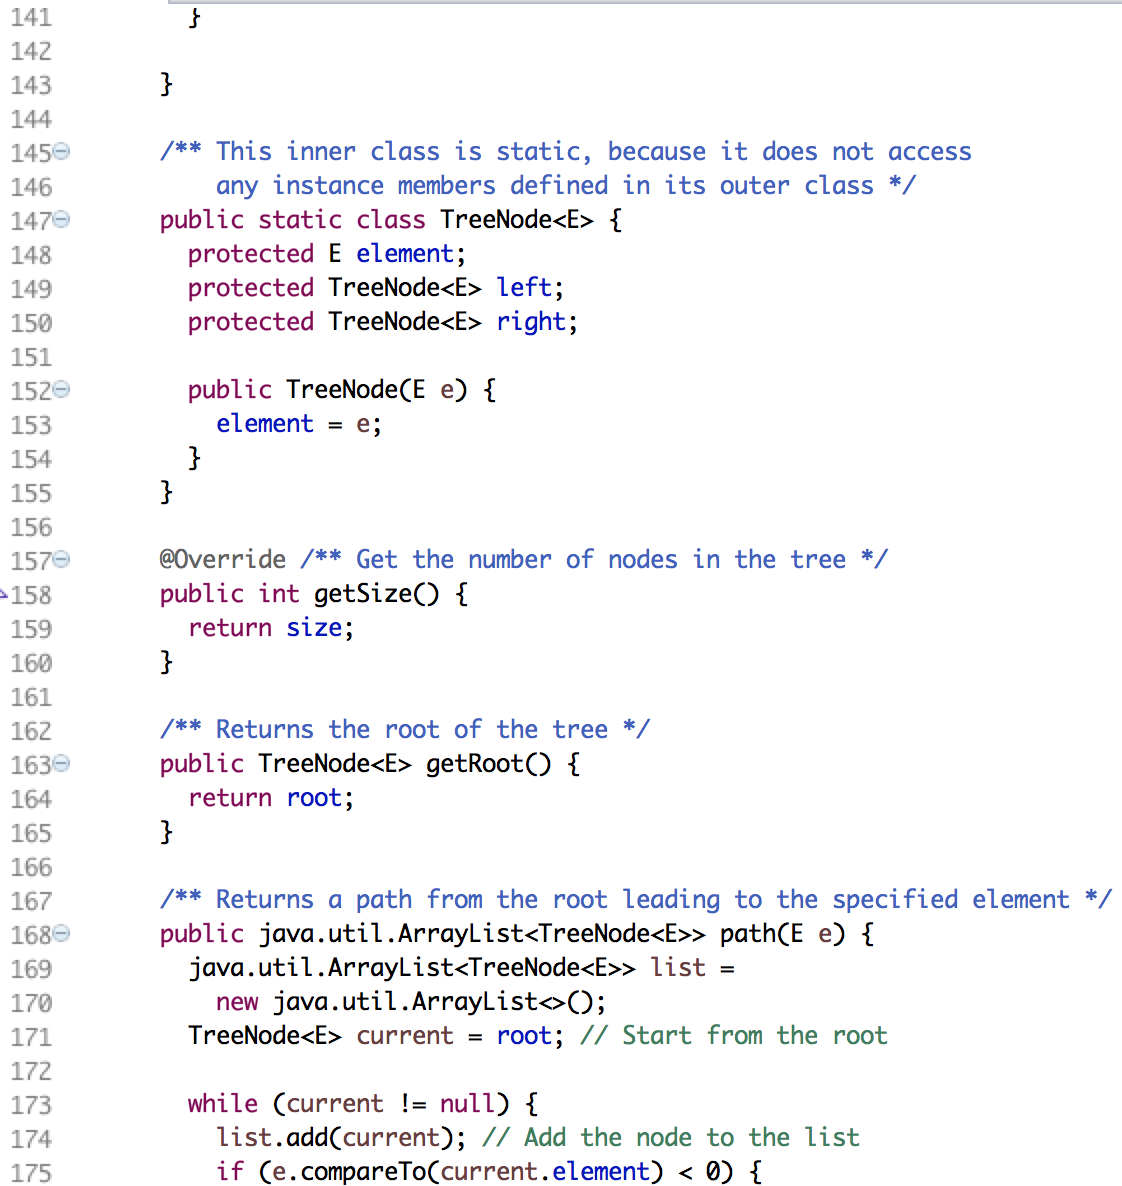 141         }
142
143       }
144
145       /** This inner class is static, because it does not access
146           any instance members defined in its outer class */
147       public static class TreeNode<E> {
148         protected E element;
149         protected TreeNode<E> left;
150         protected TreeNode<E> right;
151
152         public TreeNode(E e) {
153           element = e;
154         }
155       }
156
157       @Override /** Get the number of nodes in the tree */
158       public int getSize() {
159         return size;
160       }
161
162       /** Returns the root of the tree */
163       public TreeNode<E> getRoot() {
164         return root;
165       }
166
167       /** Returns a path from the root leading to the specified element */
168       public java.util.ArrayList<TreeNode<E>> path(E e) {
169         java.util.ArrayList<TreeNode<E>> list =
170           new java.util.ArrayList<>();
171         TreeNode<E> current = root; // Start from the root
172
173         while (current != null) {
174           list.add(current); // Add the node to the list
175           if (e.compareTo(current.element) < 0) {